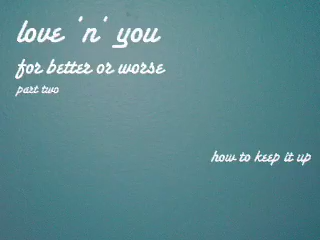 love 'n' you
for better or worse
part two
how to keep it up